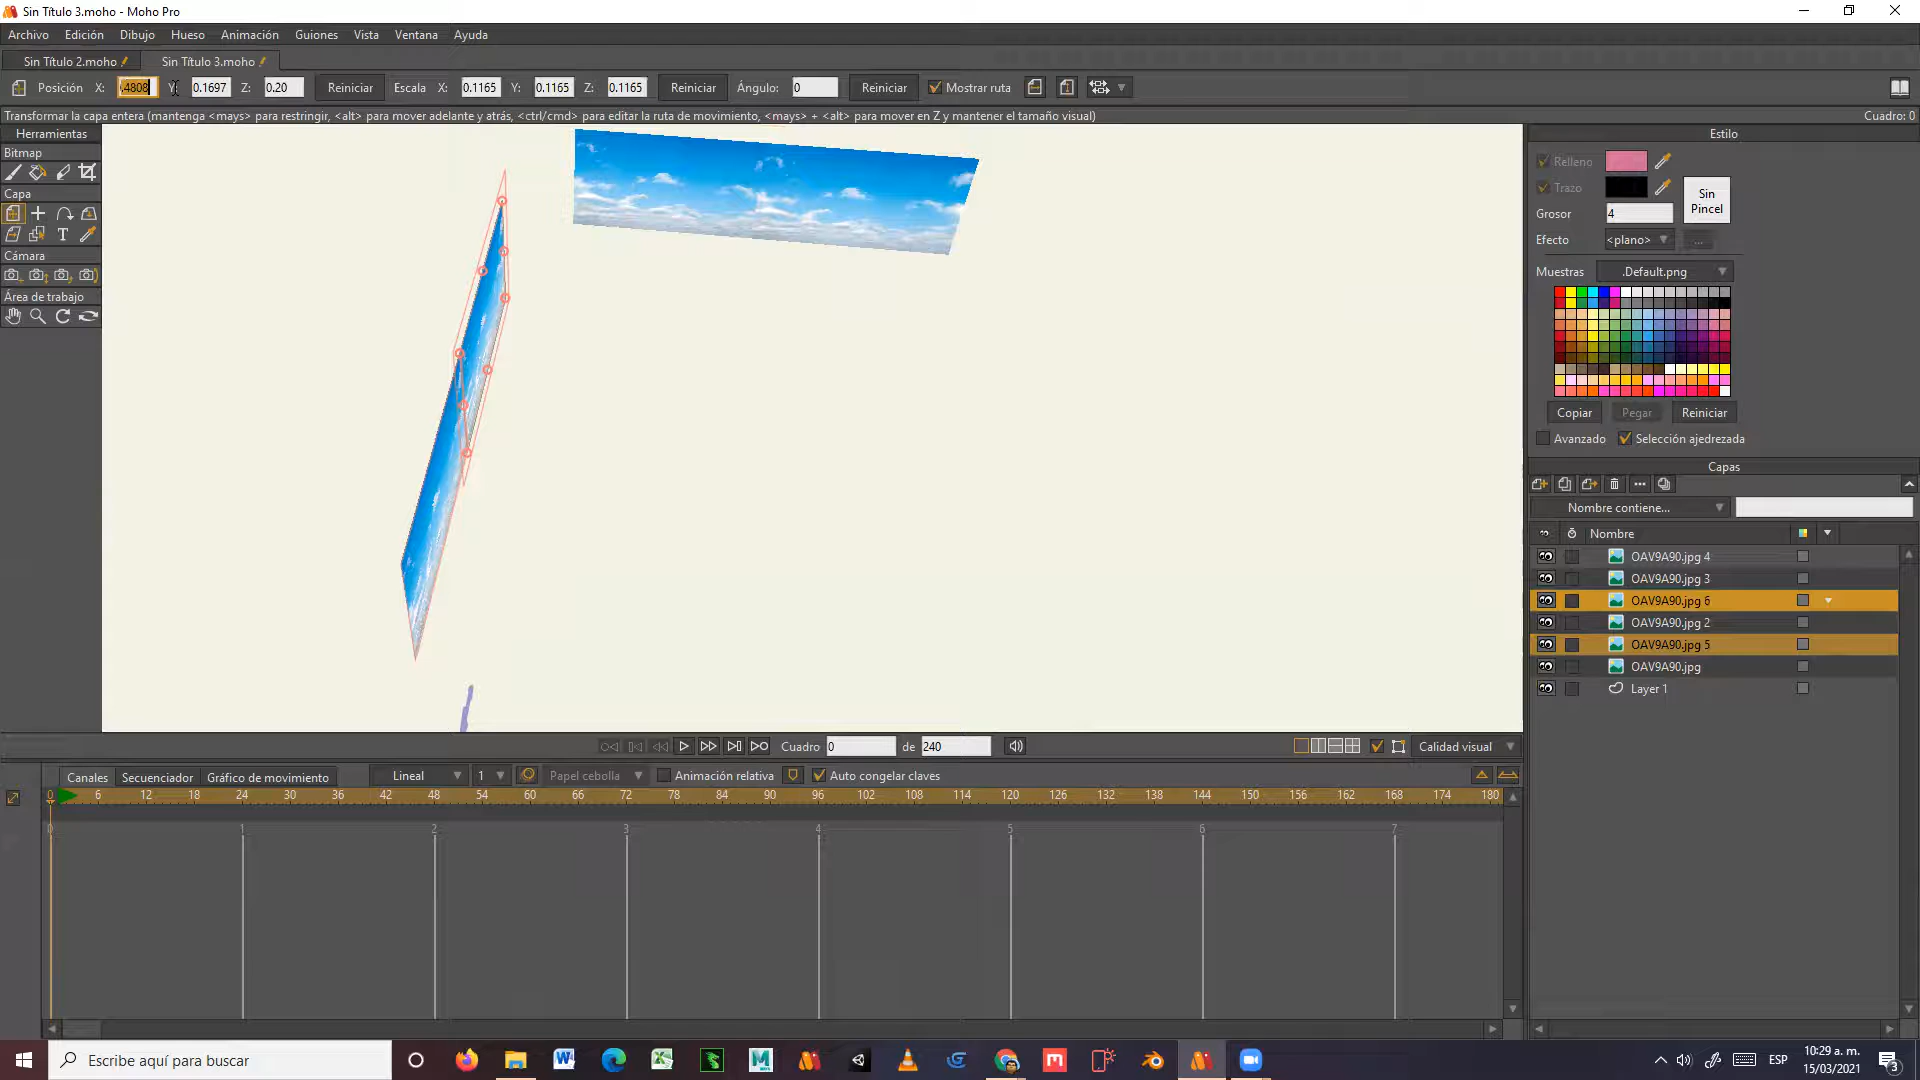 Sin Título 3.moho - Moho Pro
Archivo Edición Dibujo Hueso Animación Guiones Vista Ventana Ayuda
Sin Título 2.moho Sin Título 3.moho
Posición X: .4808 Y: 0.1697 Z: 0.20 Reiniciar Escala X: 0.1165 Y: 0.1165 Z: 0.1165 Reiniciar Ángulo: 0 Reiniciar Mostrar ruta
Transformar la capa entera (mantenga <mays> para restringir, <alt> para mover adelante y atrás, <ctrl/cmd> para editar la ruta de movimiento, <mays> + <alt> para mover en Z y mantener el tamaño visual) Cuadro: 0
Herramientas
Bitmap
Capa
Cámara
Área de trabajo
Estilo
Relleno
Trazo
Sin Pincel
Grosor 4
Efecto <plano> ...
Muestras .Default.png
Copiar Pegar Reiniciar
Avanzado Selección ajedrezada
Capas
Nombre contiene...
Nombre
OAV9A90.jpg 4
OAV9A90.jpg 3
OAV9A90.jpg 6
OAV9A90.jpg 2
OAV9A90.jpg 5
OAV9A90.jpg
Layer 1
Cuadro 0 de 240 Calidad visual
Canales Secuenciador Gráfico de movimiento Lineal 1 Papel cebolla Animación relativa Auto congelar claves
0 6 12 18 24 30 36 42 48 54 60 66 72 78 84 90 96 102 108 114 120 126 132 138 144 150 156 162 168 174 180
0 1 2 3 4 5 6 7
Escribe aquí para buscar
ESP
10:29 a. m.
15/03/2021
3